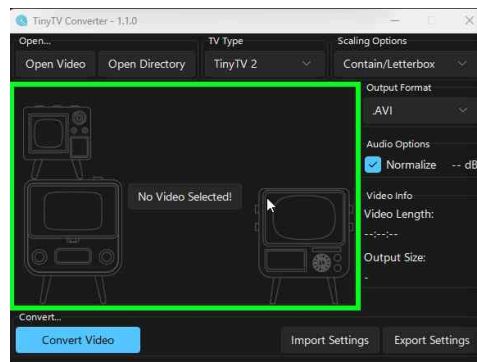 TinyTV Converter - 1.1.0
Open... TV Type Scaling Options
Open Video Open Directory TinyTV 2 Contain/Letterbox
Output Format
.AVI
Audio Options
Normalize -- dB
No Video Selected!
Video Info
Video Length:
--:--:--
Output Size:
-
Convert...
Convert Video Import Settings Export Settings